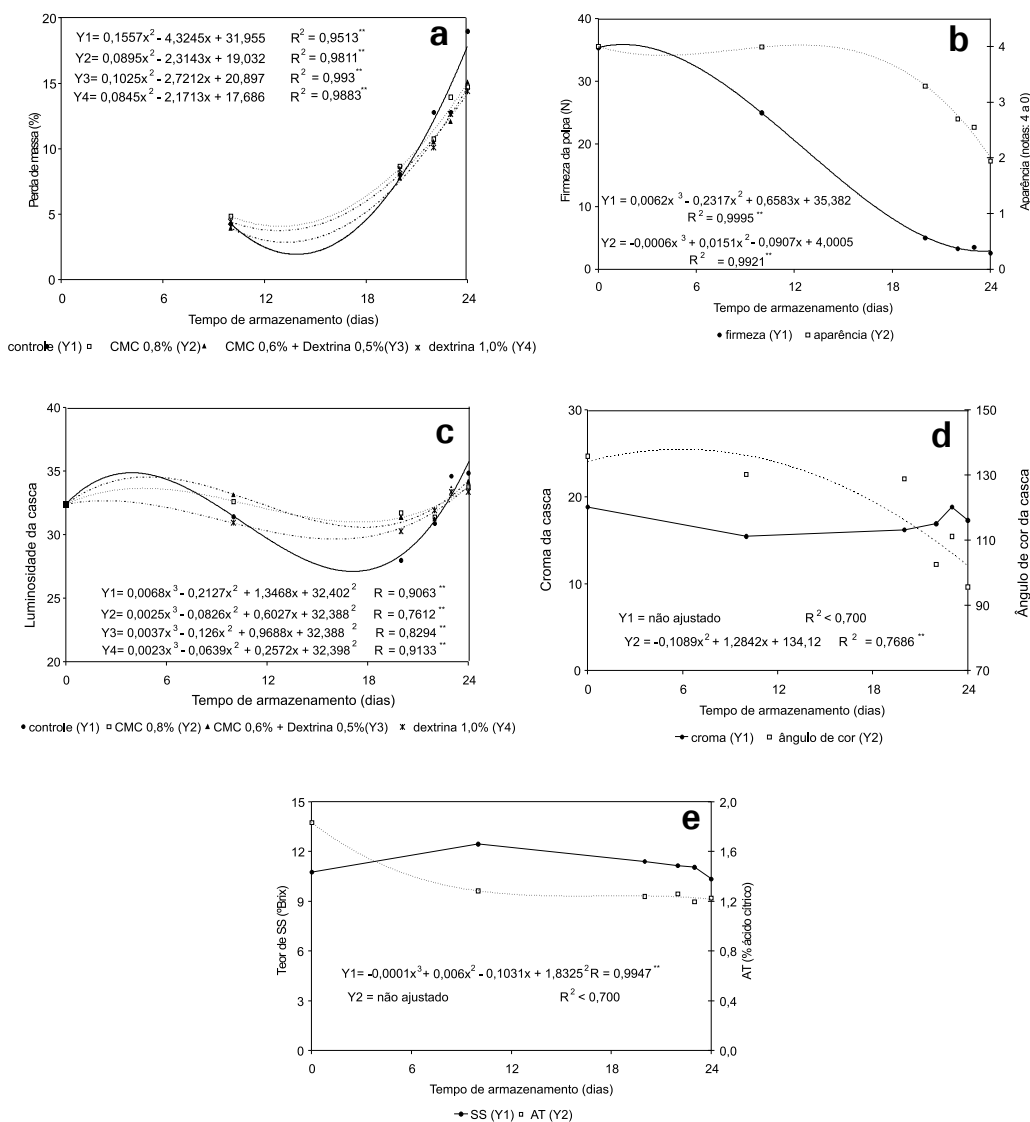 a
Y1= 0,1557x2 - 4,3245x + 31,955 R2 = 0.9513**
Y2= 0,0895x2 - 2,3143x + 19,032 R2 = 0,9811**
Y3= 0,1025x2 - 2,7212x + 20,897 R2 = 0,993**
Y4= 0,0845x2 - 2,1713x + 17,686 R2 = 0,9883**
Perda de massa (%)
20
15
10
5
0
0 12 18 24
Tempo de armazenamento (dias)
controle (Y1) CMC 0,8% (Y2) CMC 0,6% + Dextrina 0,5%(Y3) dextrina 1,0% (Y4)
b
Firmeza da polpa (N)
40
30
20
10
0
Y1 = 0,0062x3 - 0,2317x2 + 0,6583x + 35,382
R2 = 0,9995**
Y2 = -0,0006x3 + 0,0151x2 - 0,0907x + 4,0005
R2 = 0,9921**
4
3
2
1
0
Aparência (notas: 4 a 0)
0 6 12 18 24
Tempo de armazenamento (dias)
firmeza (Y1) aparência (Y2)
c
Luminosidade da casca
40
35
30
25
20
Y1= 0,0068x3 - 0,2127x2 + 1,3468x + 32,402 2 R = 0,9063**
Y2= 0,0025x3 - 0,0826x2 + 0,6027x + 32,388 2 R = 0,7612**
Y3= 0,0037x3 - 0,126x2 + 0,9688x + 32,388 2 R = 0,8294**
Y4= 0,0023x3 - 0,0639x2 + 0,2572x + 32,398 2 R = 0,9133**
0 6 12 18 24
Tempo de armazenamento (dias)
controle (Y1) CMC 0,8% (Y2) CMC 0,6% + Dextrina 0,5%(Y3) dextrina 1,0% (Y4)
d
Croma da casca
30
20
10
0
Y1 = não ajustado R2 < 0,700
Y2 = -0,1089x2 + 1,2842x + 134,12 R2 = 0,7686**
150
130
110
90
70
Ângulo de cor da casca
0 6 12 18 24
Tempo de armazenamento (dias)
croma (Y1) ângulo de cor (Y2)
e
Teor de SS (ºBrix)
15
12
9
6
3
0
Y1= -0,0001x3 + 0,006x2 - 0,1031x + 1,8325 2 R = 0,9947**
Y2 = não ajustado R2 < 0,700
2,0
1,6
1,2
0,8
0,4
0,0
AT (% ácido cítrico)
0 6 12 18 24
Tempo de armazenamento (dias)
SS (Y1) AT (Y2)